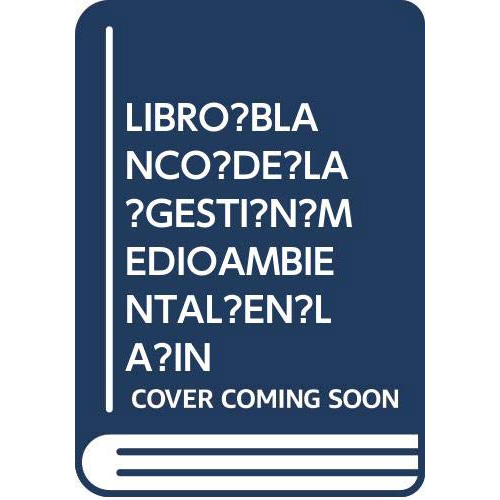 LIBRO?BLA
NCO?DE?LA
?GESTI?N?M
EDIOAMBIE
NTAL?EN?L
A?IN
COVER COMING SOON